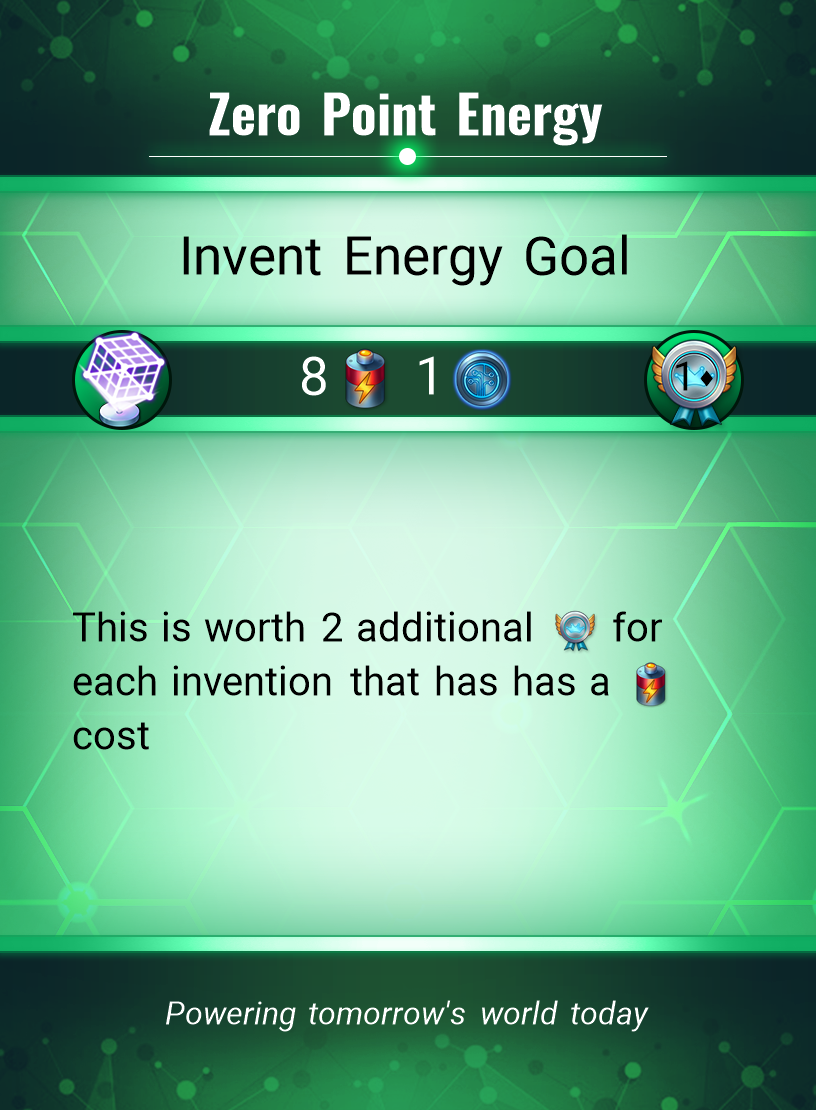 Zero Point Energy
Invent Energy Goal
8 1 1♦
This is worth 2 additional for
each invention that has has a
cost
Powering tomorrow's world today